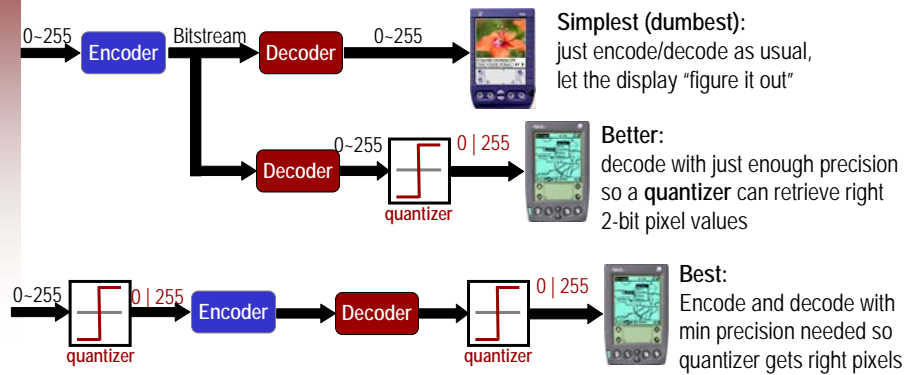 Simplest (dumbest):
0~255 Encoder Bitstream Decoder 0~255
just encode/decode as usual,
let the display “figure it out”
Better:
0~255 0 | 255
Decoder
decode with just enough precision
so a quantizer can retrieve right
2-bit pixel values
quantizer
Best:
0~255 0 | 255 Encoder Decoder 0 | 255
Encode and decode with
min precision needed so
quantizer gets right pixels
quantizer quantizer